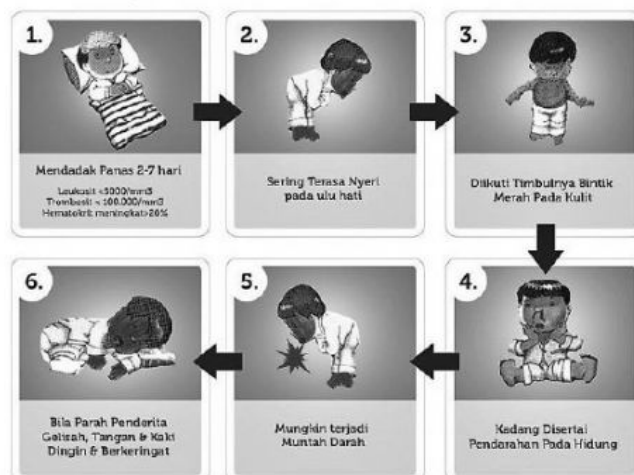 1.
Mendadak Panas 2-7 hari
Leukosit <5000/mm3
Trombosit < 100.000/mm3
Hematokrit meningkat>20%
2.
Sering Terasa Nyeri
pada ulu hati
3.
Diikuti Timbulnya Bintik
Merah Pada Kulit
4.
Kadang Disertai
Pendarahan Pada Hidung
5.
Mungkin terjadi
Muntah Darah
6.
Bila Parah Penderita
Gelisah, Tangan & Kaki
Dingin & Berkeringat